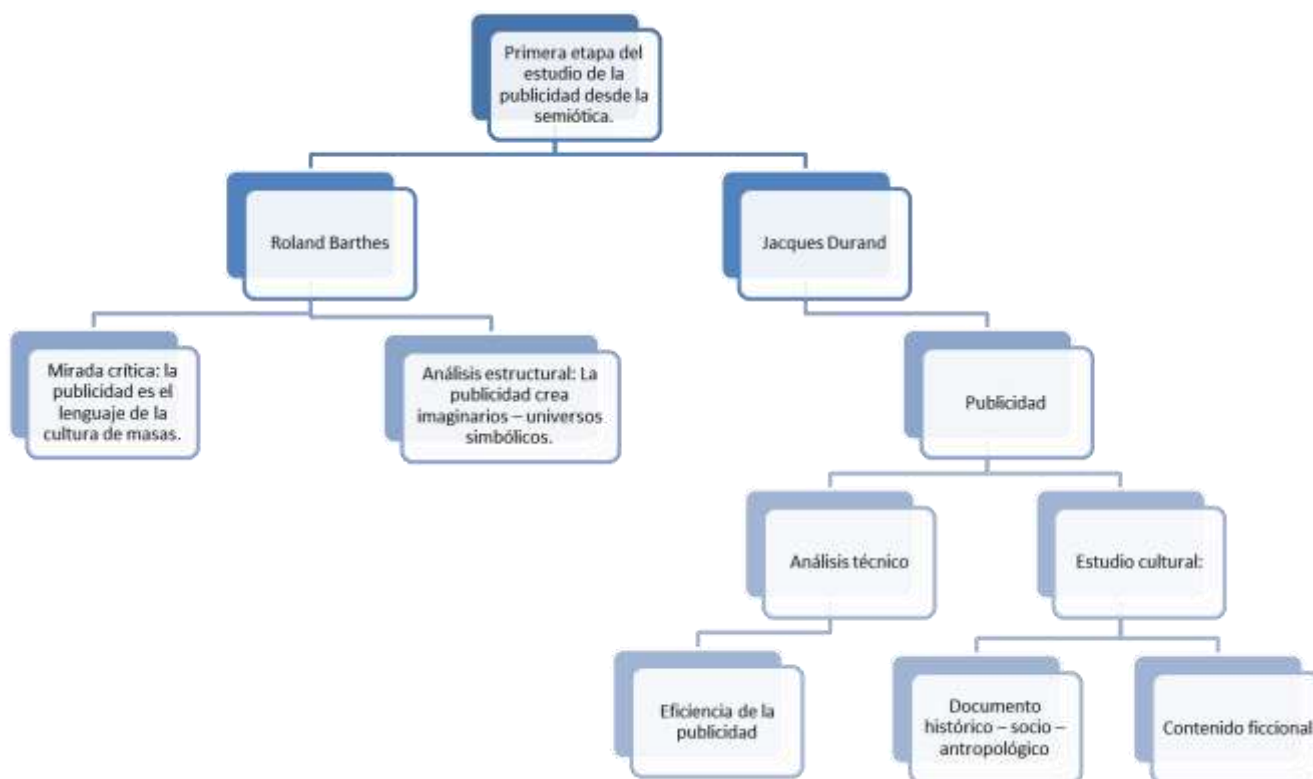 Primera etapa del
estudio de la
publicidad desde la
semiótica.
Roland Barthes
Jacques Durand
Mirada crítica: la
publicidad es el
lenguaje de la
cultura de masas.
Análisis estructural: La
publicidad crea
imaginarios – universos
simbólicos.
Publicidad
Análisis técnico
Estudio cultural:
Eficiencia de la
publicidad
Documento
histórico – socio –
antropológico
Contenido ficcional